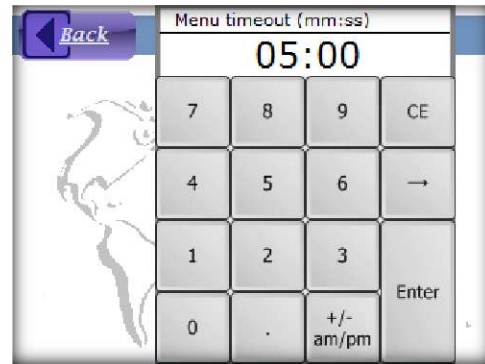 Back
Menu timeout (mm:ss)
05:00
7 8 9 CE
4 5 6 →
1 2 3
Enter
0 . +/-
am/pm